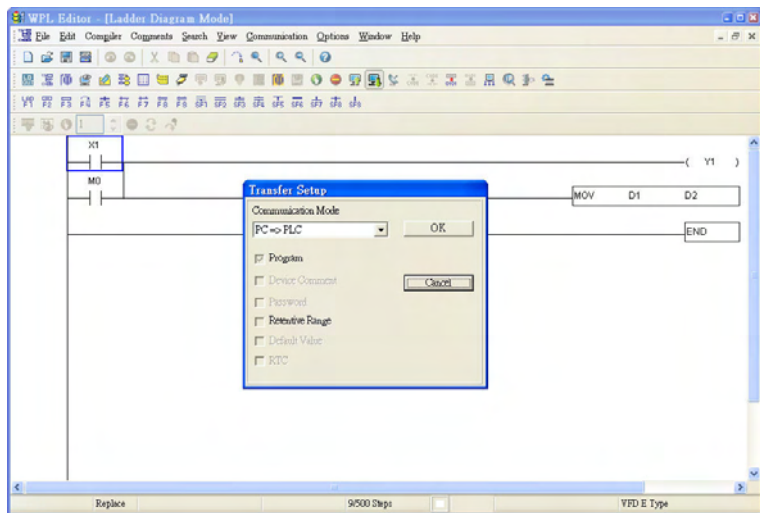 WPL Editor - [Ladder Diagram Mode]
File Edit Compiler Comments Search View Communication Options Window Help
1
X1
Y1
M0
MOV D1 D2
END
Transfer Setup
Communication Mode
PC => PLC
OK
Program
Device Comment
Cancel
Password
Retentive Range
Default Value
RTC
Replace
9/500 Steps
VFD E Type